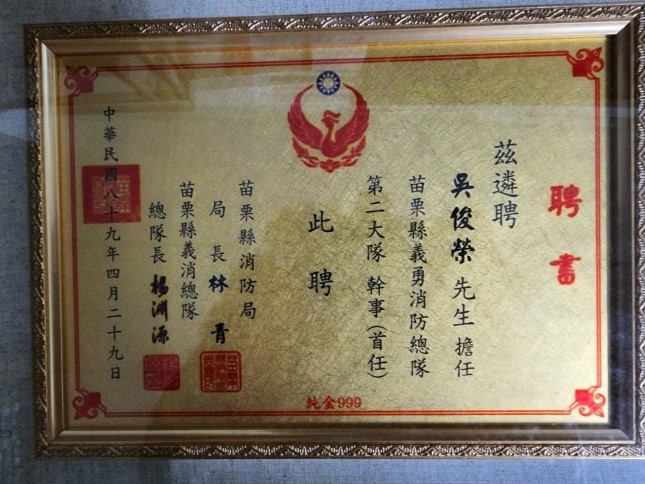 聘書
茲遴聘
吳俊榮 先生 擔任
苗栗縣義勇消防總隊
第二大隊 幹事(首任)
此聘
苗栗縣消防局
局長 林青
苗栗縣義消總隊
總隊長 楊淵源
中華民國八十九年四月二十九日
純金999